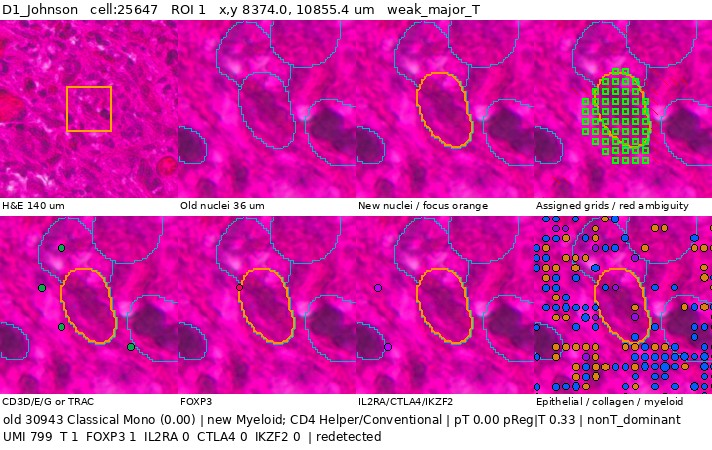 D1_Johnson cell:25647 ROI 1 x,y 8374.0, 10855.4 um weak_major_T
H&E 140 um
Old nuclei 36 um
New nuclei / focus orange
Assigned grids / red ambiguity
CD3D/E/G or TRAC
FOXP3
IL2RA/CTLA4/IKZF2
Epithelial / collagen / myeloid
old 30943 Classical Mono (0.00) | new Myeloid; CD4 Helper/Conventional | pT 0.00 pReg|T 0.33 | nonT_dominant
UMI 799 T 1 FOXP3 1 IL2RA 0 CTLA4 0 IKZF2 0 | redetected